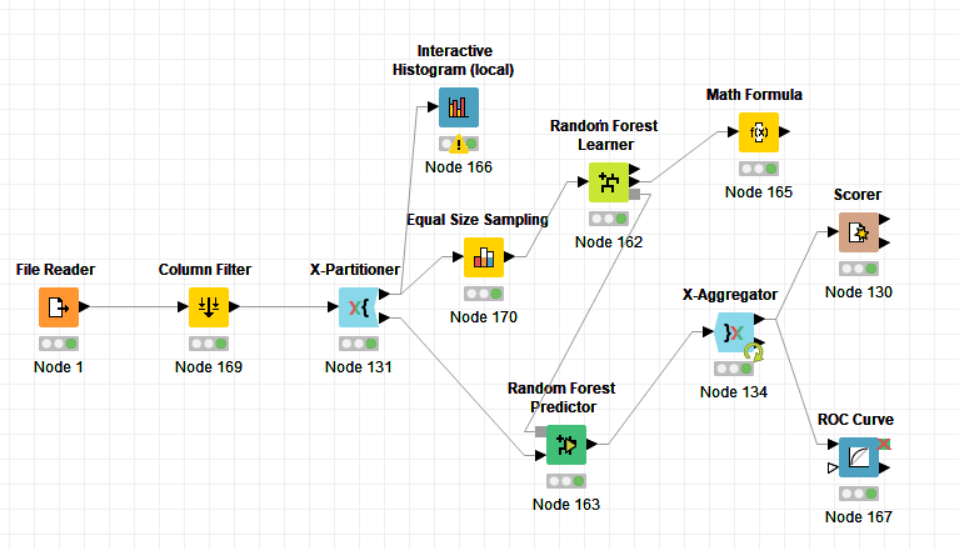 Interactive
Histogram (local)
Node 166
Math Formula
f(x)
Node 165
Random Forest
Learner
Node 162
Equal Size Sampling
Node 170
Scorer
Node 130
File Reader
Node 1
Column Filter
Node 169
X-Partitioner
X{
Node 131
X-Aggregator
}X
Node 134
Random Forest
Predictor
Node 163
ROC Curve
Node 167